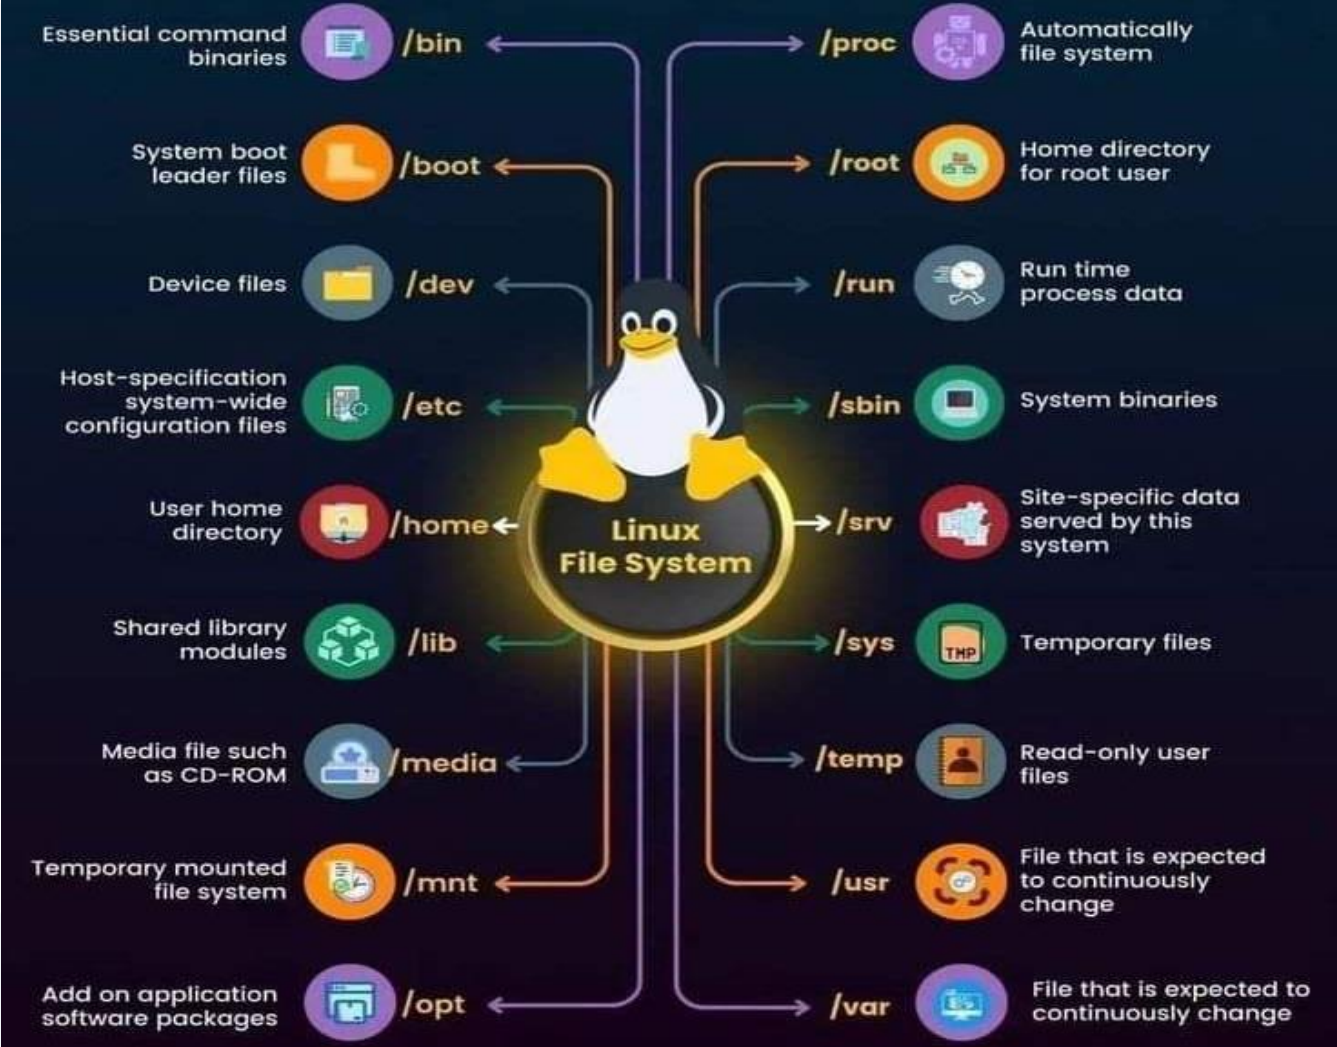 Essential command
binaries
/bin
System boot
leader files
/boot
Device files
/dev
Host-specification
system-wide
configuration files
/etc
User home
directory
/home
Shared library
modules
/lib
Media file such
as CD-ROM
/media
Temporary mounted
file system
/mnt
Add on application
software packages
/opt
Linux
File System
/proc
Automatically
file system
/root
Home directory
for root user
/run
Run time
process data
/sbin
System binaries
/srv
Site-specific data
served by this
system
/sys
TMP
Temporary files
/temp
Read-only user
files
/usr
File that is expected
to continuously
change
/var
File that is expected to
continuously change